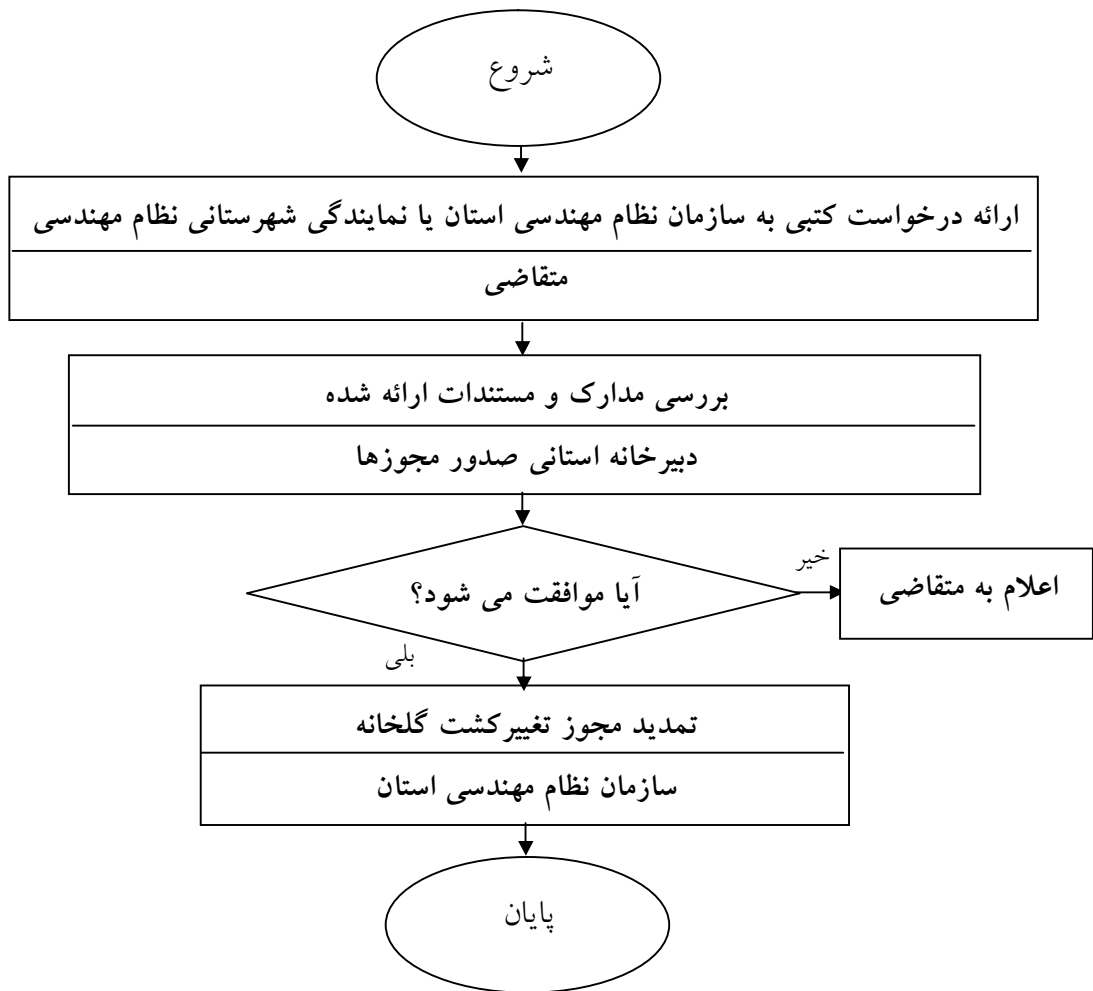 شروع
ارائه درخواست کتبی به سازمان نظام مهندسی استان یا نمایندگی شهرستانی نظام مهندسی
متقاضی
بررسی مدارک و مستندات ارائه شده
دبیرخانه استانی صدور مجوزها
آیا موافقت می شود؟
خیر
اعلام به متقاضی
بلی
تمدید مجوز تغییرکشت گلخانه
سازمان نظام مهندسی استان
پایان